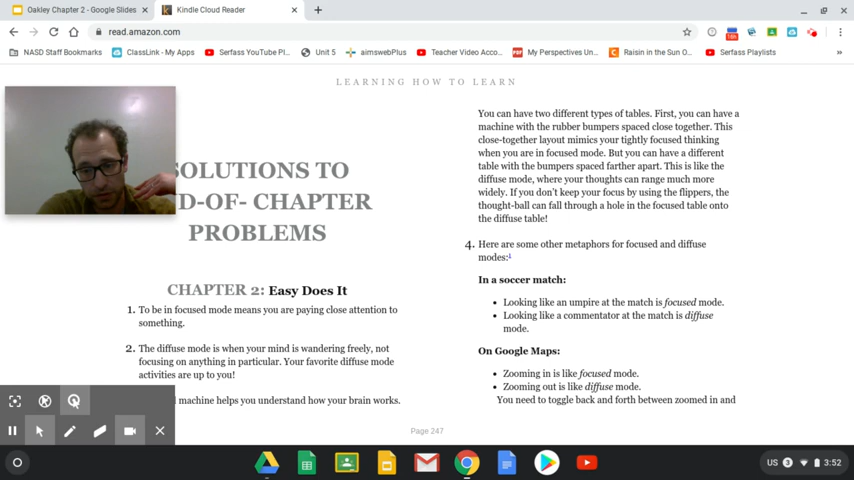 Oakley Chapter 2 - Google Slides
Kindle Cloud Reader
read.amazon.com
NASD Staff Bookmarks
ClassLink - My Apps
Serfass YouTube Pl...
Unit 5
aimswebPlus
Teacher Video Acco...
My Perspectives Un...
Raisin in the Sun O...
Serfass Playlists
LEARNING HOW TO LEARN
SOLUTIONS TO
D-OF- CHAPTER
PROBLEMS
CHAPTER 2: Easy Does It
1. To be in focused mode means you are paying close attention to
something.
2. The diffuse mode is when your mind is wandering freely, not
focusing on anything in particular. Your favorite diffuse mode
activities are up to you!
l machine helps you understand how your brain works.
You can have two different types of tables. First, you can have a
machine with the rubber bumpers spaced close together. This
close-together layout mimics your tightly focused thinking
when you are in focused mode. But you can have a different
table with the bumpers spaced farther apart. This is like the
diffuse mode, where your thoughts can range much more
widely. If you don't keep your focus by using the flippers, the
thought-ball can fall through a hole in the focused table onto
the diffuse table!
4. Here are some other metaphors for focused and diffuse
modes:1
In a soccer match:
• Looking like an umpire at the match is focused mode.
• Looking like a commentator at the match is diffuse
mode.
On Google Maps:
• Zooming in is like focused mode.
• Zooming out is like diffuse mode.
You need to toggle back and forth between zoomed in and
Page 247
US 3 3:52